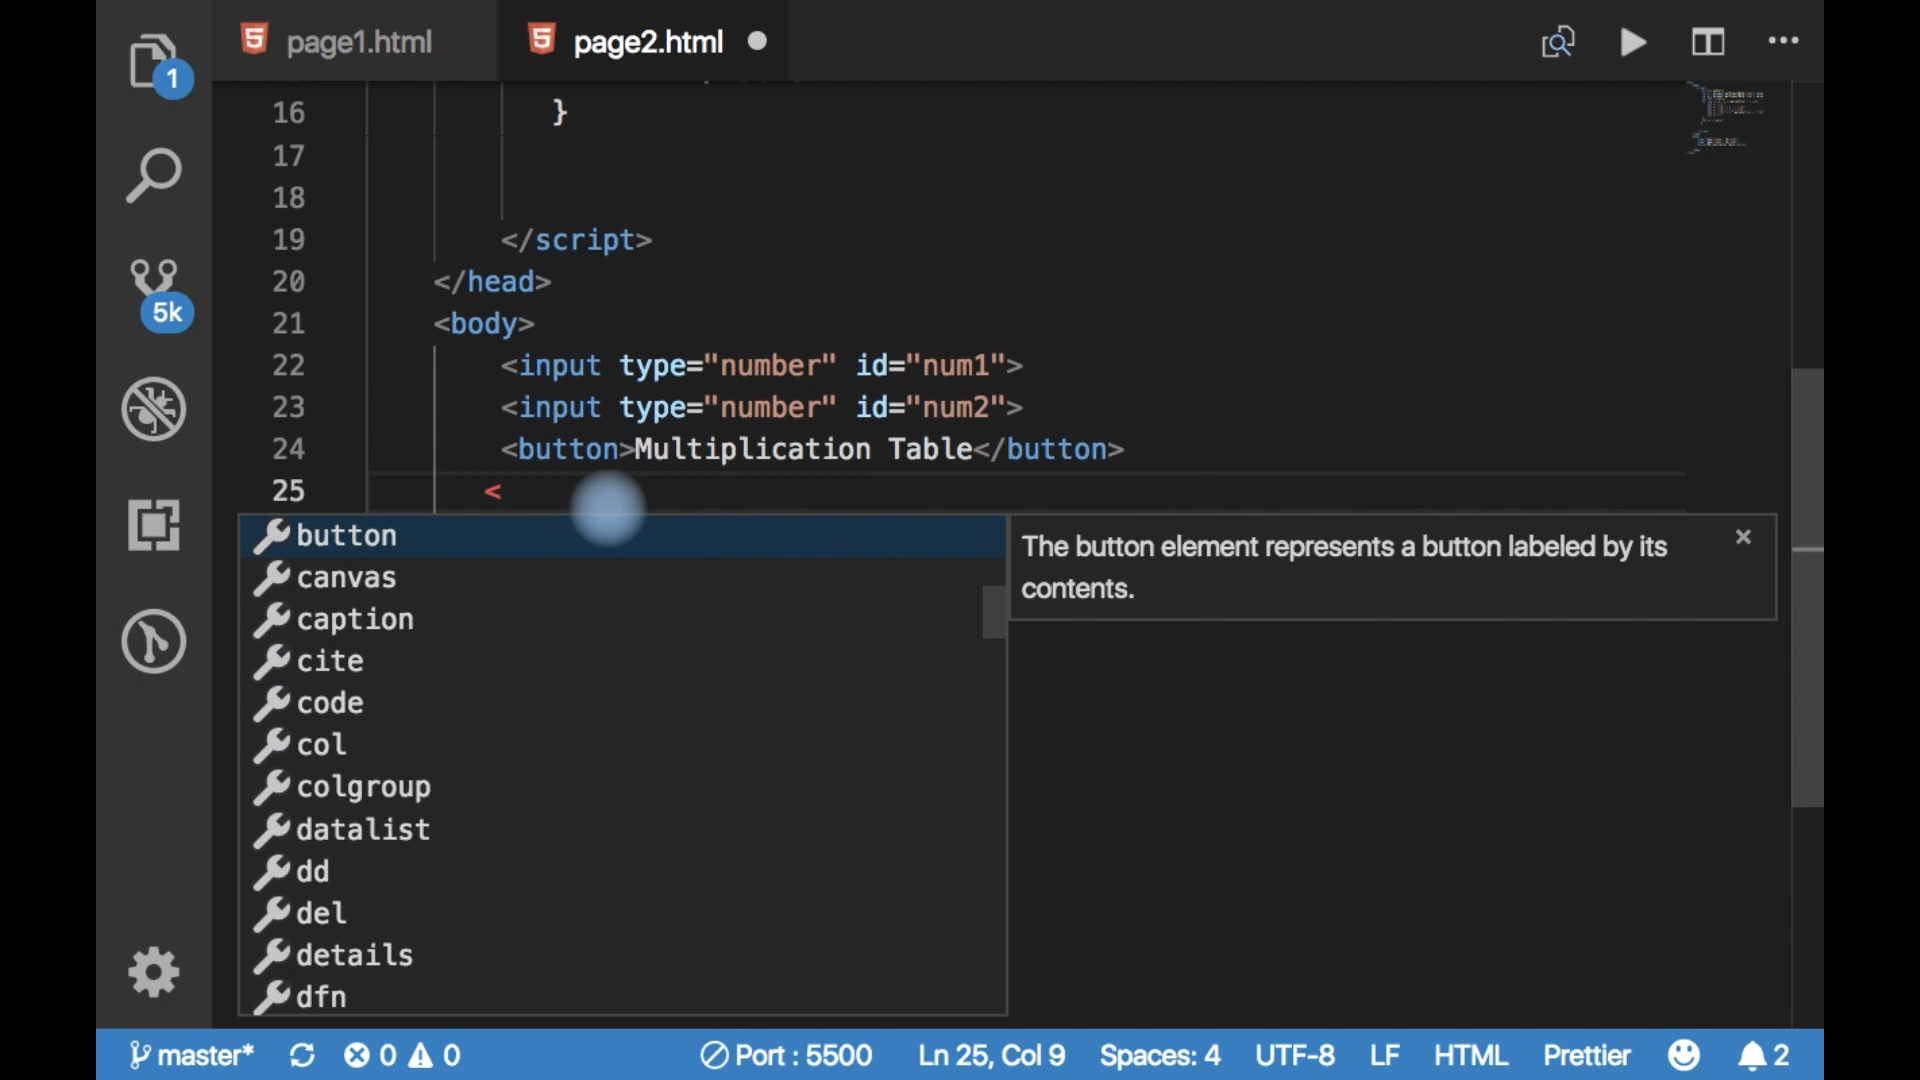 page1.html
page2.html
1
16 }
17
18
19 </script>
20 </head>
21 <body>
22 <input type="number" id="num1">
23 <input type="number" id="num2">
24 <button>Multiplication Table</button>
25 <
5k
button
canvas
caption
cite
code
col
colgroup
datalist
dd
del
details
dfn
The button element represents a button labeled by its
contents.
master* 0 0 Port : 5500 Ln 25, Col 9 Spaces: 4 UTF-8 LF HTML Prettier 2